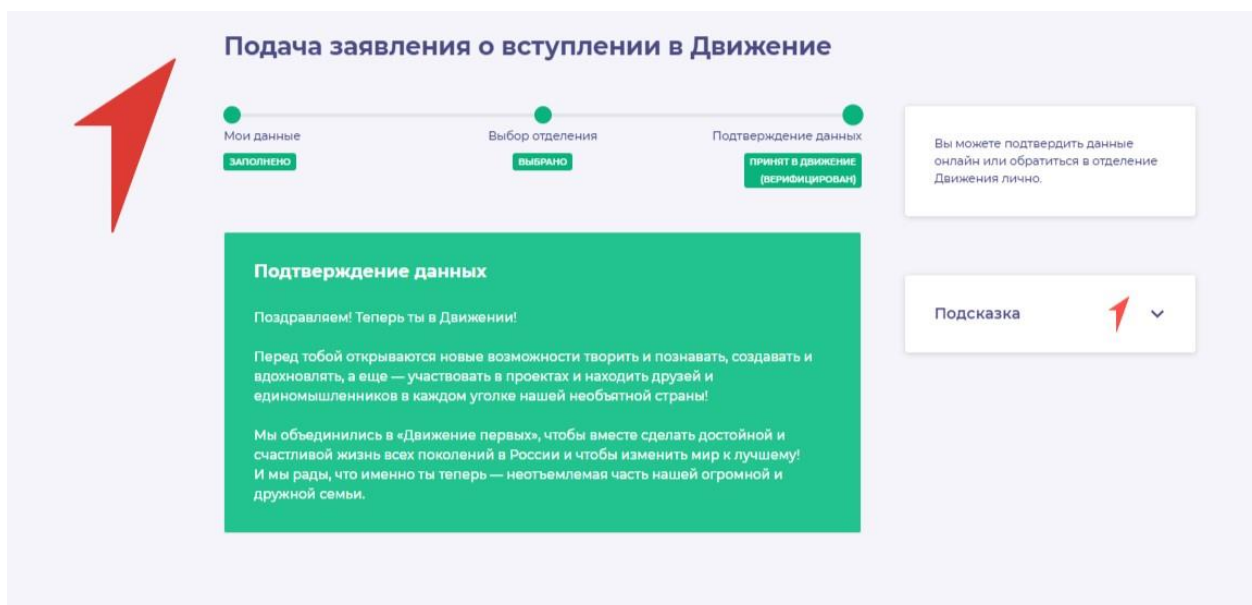 Подача заявления о вступлении в Движение
Мои данные
ЗАПОЛНЕНО
Выбор отделения
ВЫБРАНО
Подтверждение данных
ПРИНЯТ В ДВИЖЕНИЕ
(ВЕРИФИЦИРОВАН)
Вы можете подтвердить данные
онлайн или обратиться в отделение
Движения лично.
Подтверждение данных
Поздравляем! Теперь ты в Движении!
Перед тобой открываются новые возможности творить и познавать, создавать и
вдохновлять, а еще — участвовать в проектах и находить друзей и
единомышленников в каждом уголке нашей необъятной страны!
Мы объединились в «Движение первых», чтобы вместе сделать достойной и
счастливой жизнь всех поколений в России и чтобы изменить мир к лучшему!
И мы рады, что именно ты теперь — неотъемлемая часть нашей огромной и
дружной семьи.
Подсказка